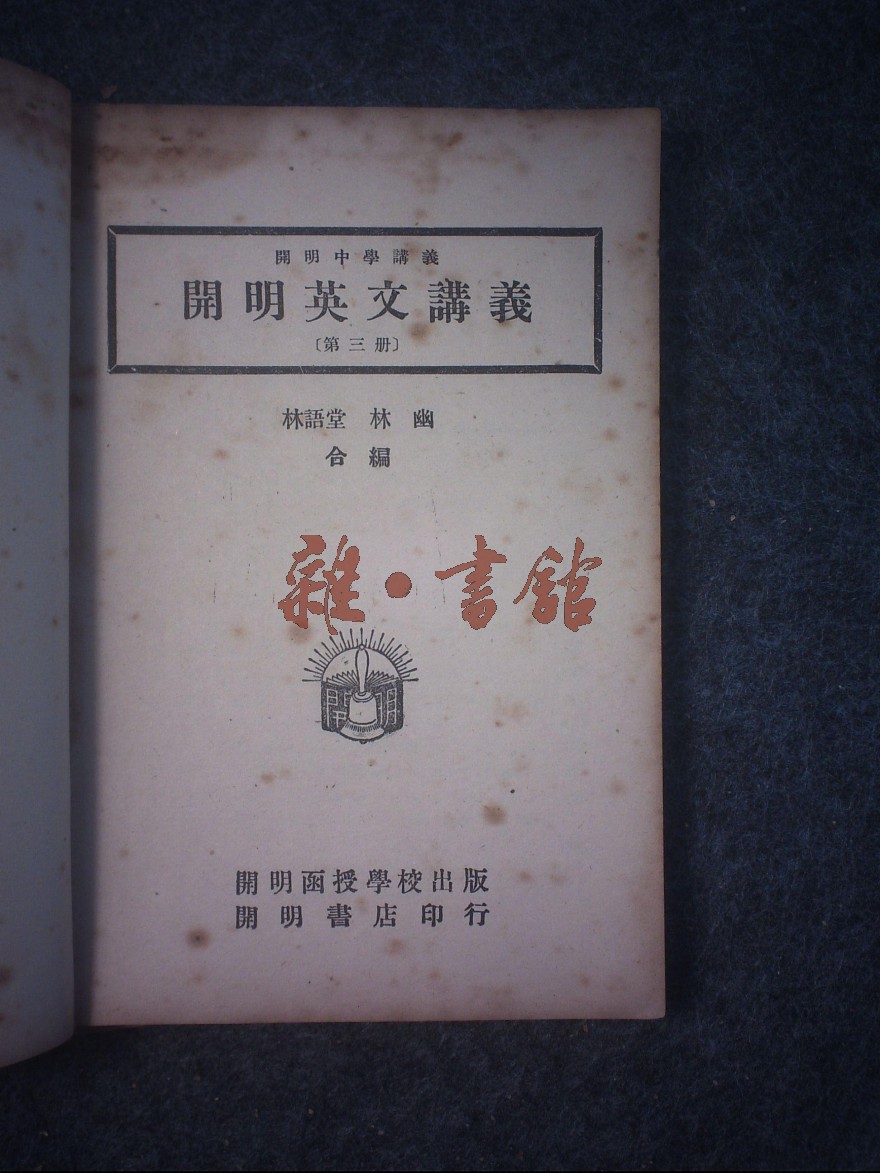 開明中學講義
開明英文講義
〔第三册〕
林語堂 林幽
合編
雜·書館
開明
開明函授學校出版
開明書店印行